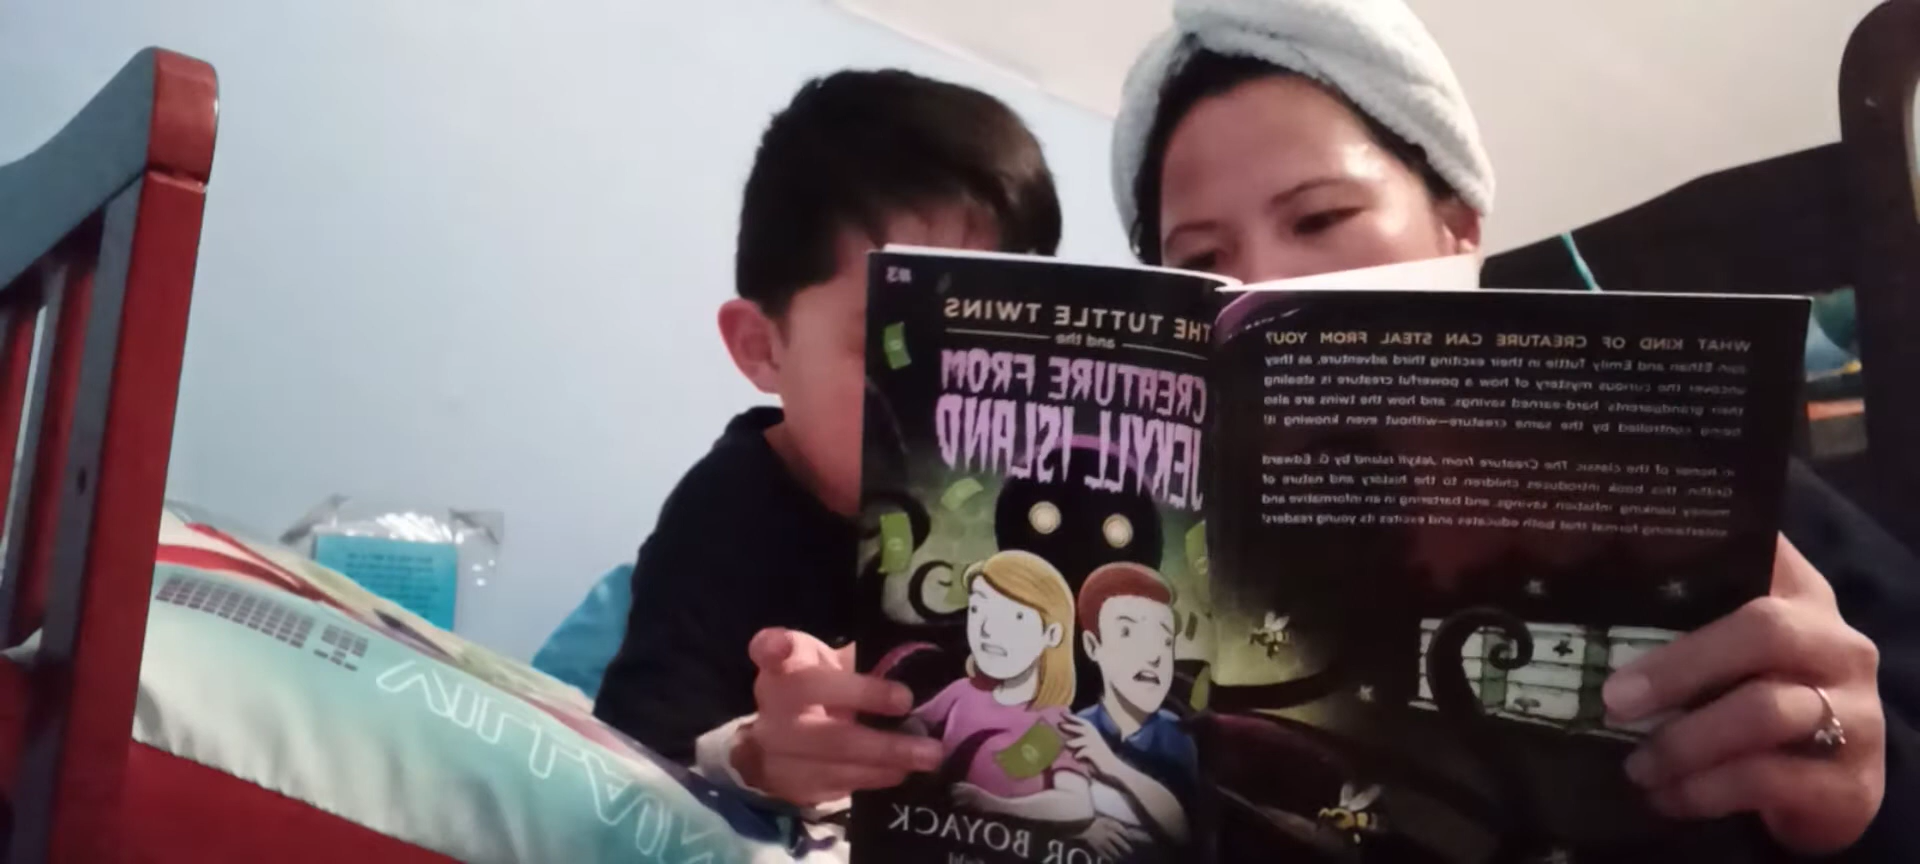 #3
THE TUTTLE TWINS
and the
CREATURE FROM
JEKYLL ISLAND
OR BOYACK
WHAT KIND OF CREATURE CAN STEAL FROM YOU?
Join Ethan and Emily Tuttle in their exciting third adventure, as they
uncover the curious mystery of how a powerful creature is stealing
their grandparents' hard-earned savings, and how the twins are also
being controlled by the same creature—without even knowing it!
In honor of the classic The Creature from Jekyll Island by G. Edward
Griffin, this book introduces children to the history and nature of
money, banking, inflation, savings, and bartering in an informative and
entertaining format that both educates and excites its young readers!